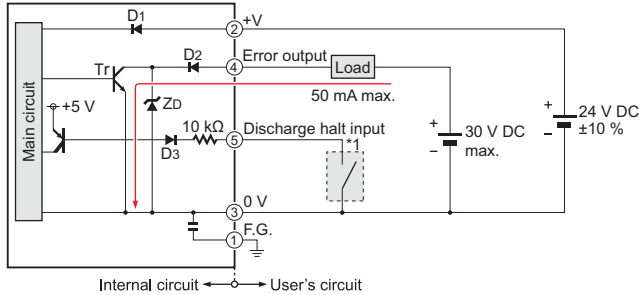 D1
+V
2
Main circuit
Tr
D2
4
Error output
Load
ZD
50 mA max.
+5 V
10 kΩ
D3
5
Discharge halt input
*1
+
–
30 V DC
max.
+
–
24 V DC
±10 %
3
0 V
1
F.G.
Internal circuit
User's circuit